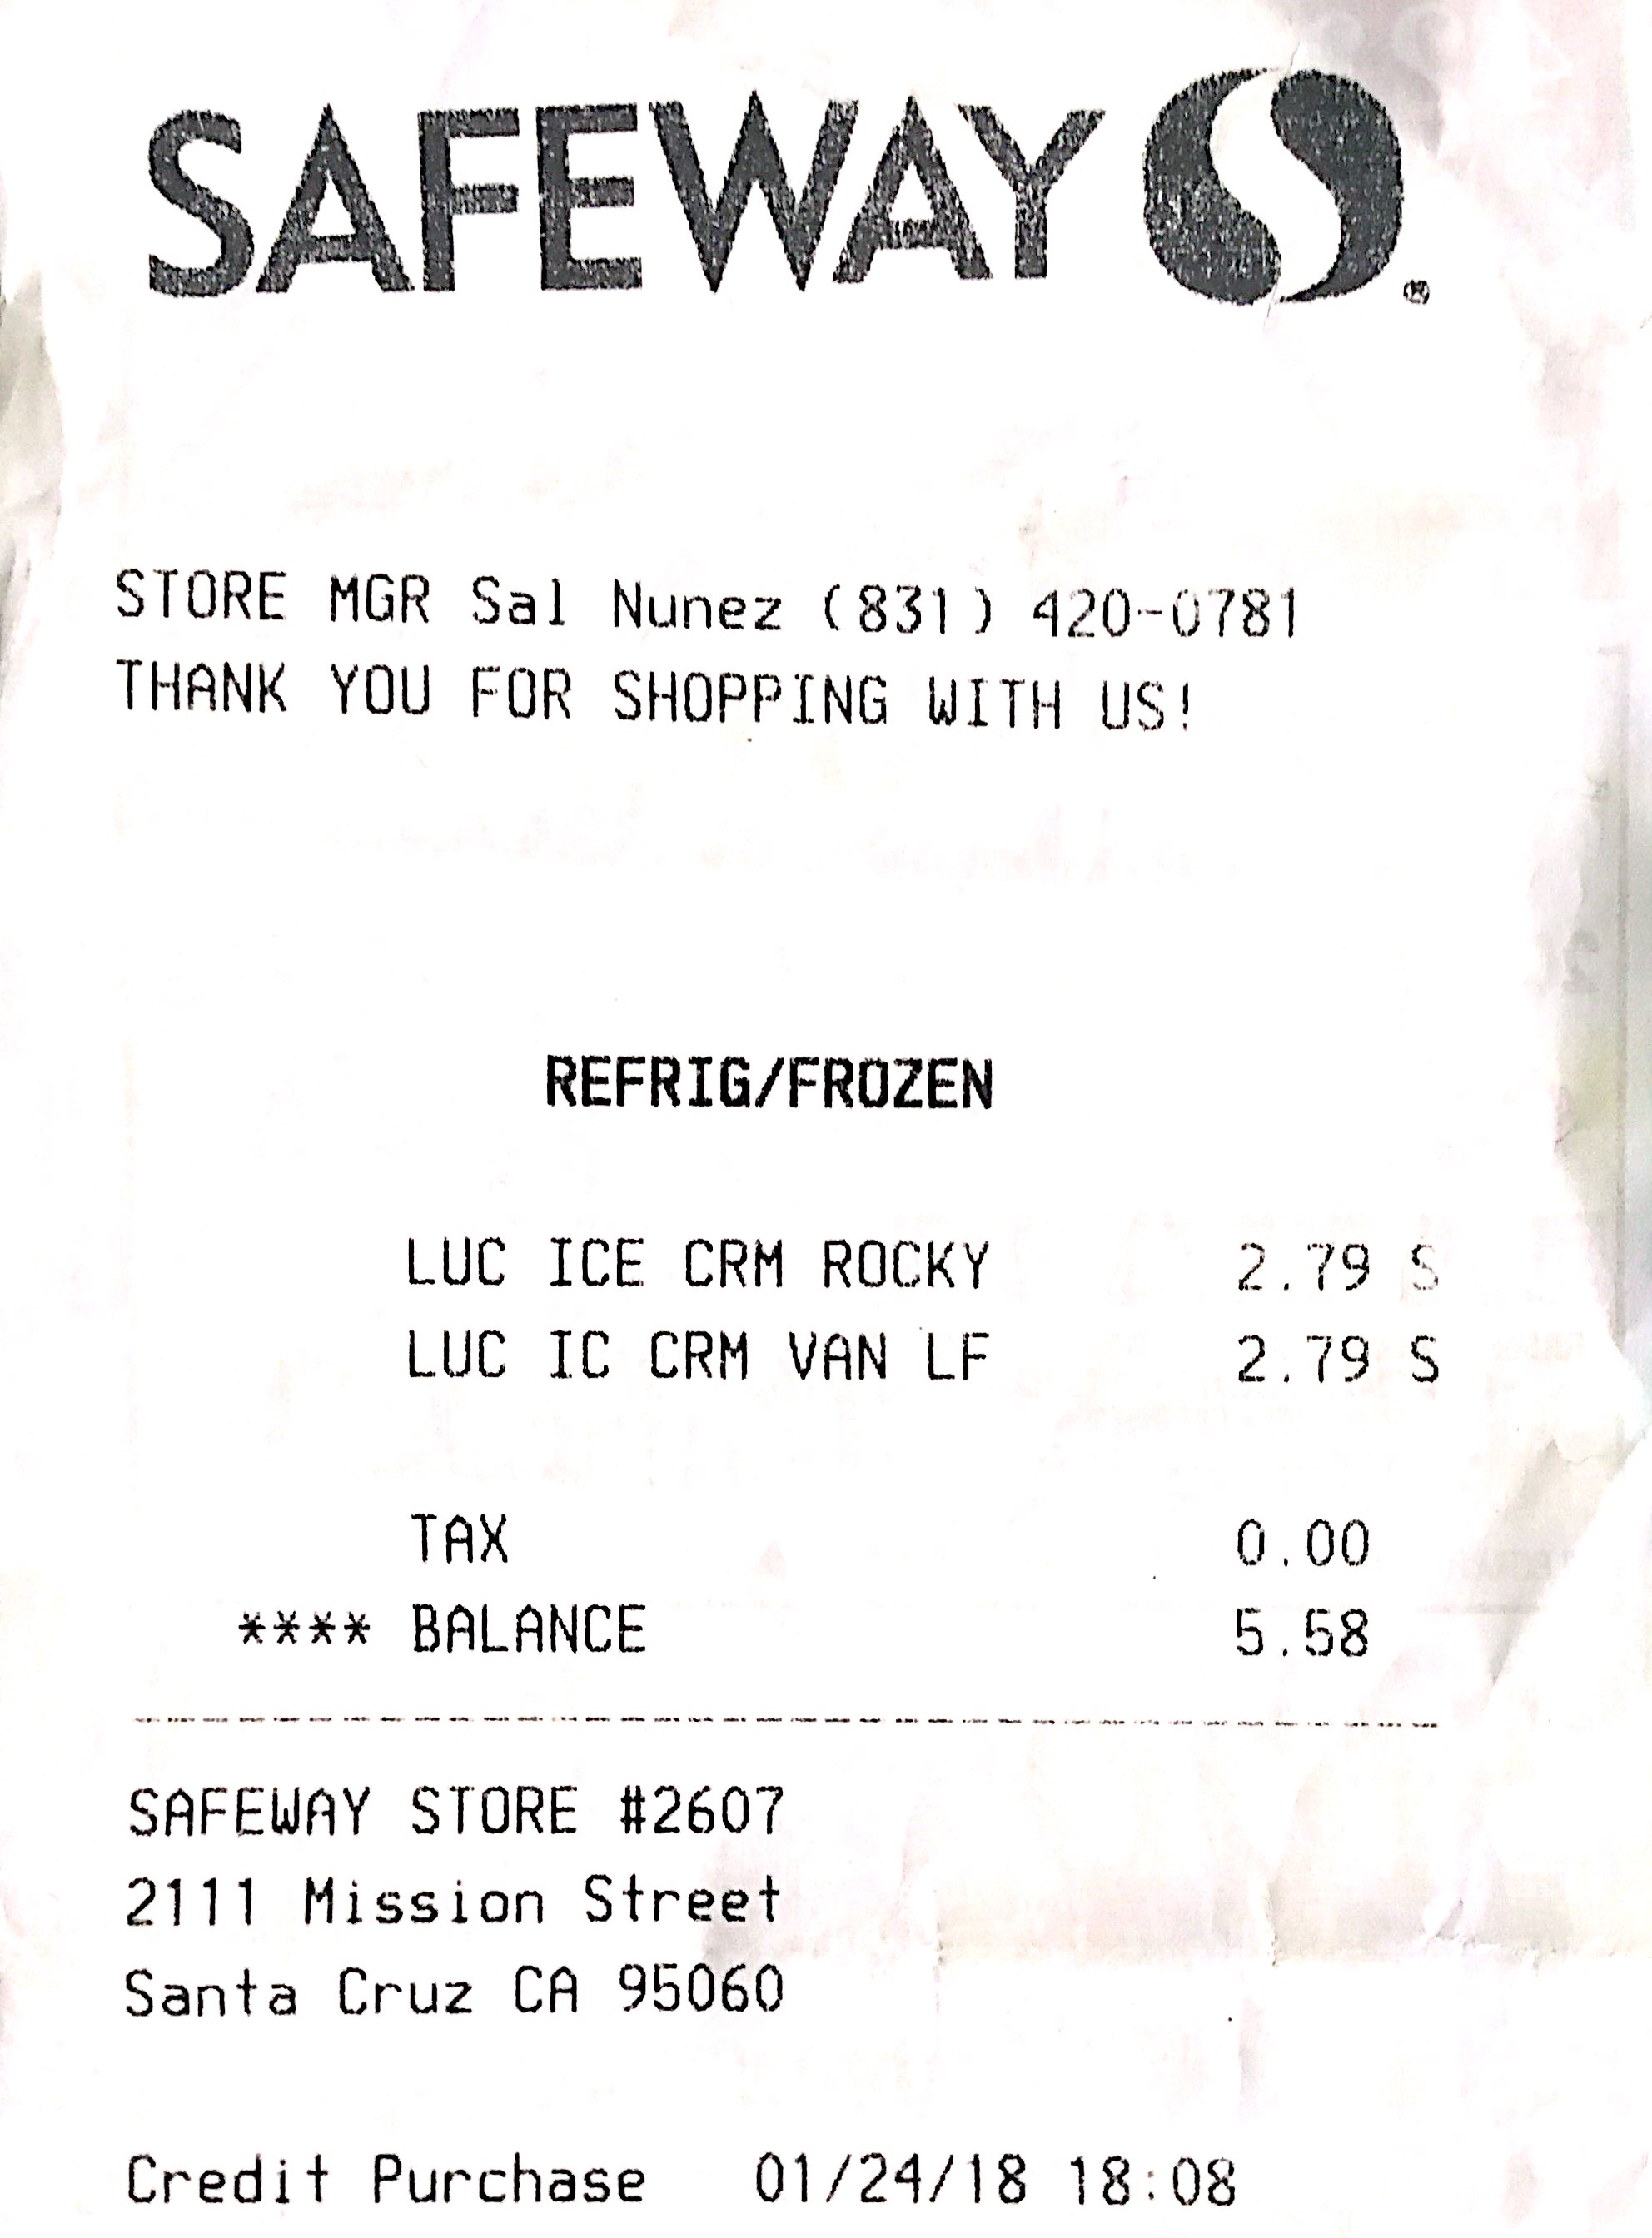 SAFEWAY ®
STORE MGR Sal Nunez (831) 420-0781
THANK YOU FOR SHOPPING WITH US!
REFRIG/FROZEN
LUC ICE CRM ROCKY 2.79 S
LUC IC CRM VAN LF 2.79 S
TAX 0.00
**** BALANCE 5.58
SAFEWAY STORE #2607
2111 Mission Street
Santa Cruz CA 95060
Credit Purchase 01/24/18 18:08